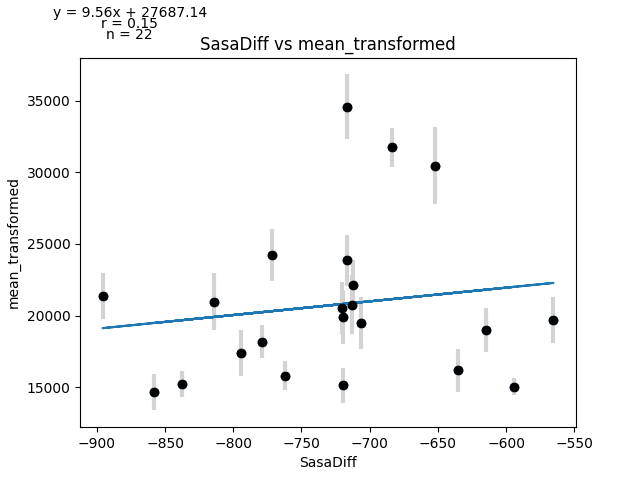 y = 9.56x + 27687.14
r = 0.15
n = 22
SasaDiff vs mean_transformed
mean_transformed
35000
30000
25000
20000
15000
−900
−850
−800
−750
−700
−650
−600
−550
SasaDiff